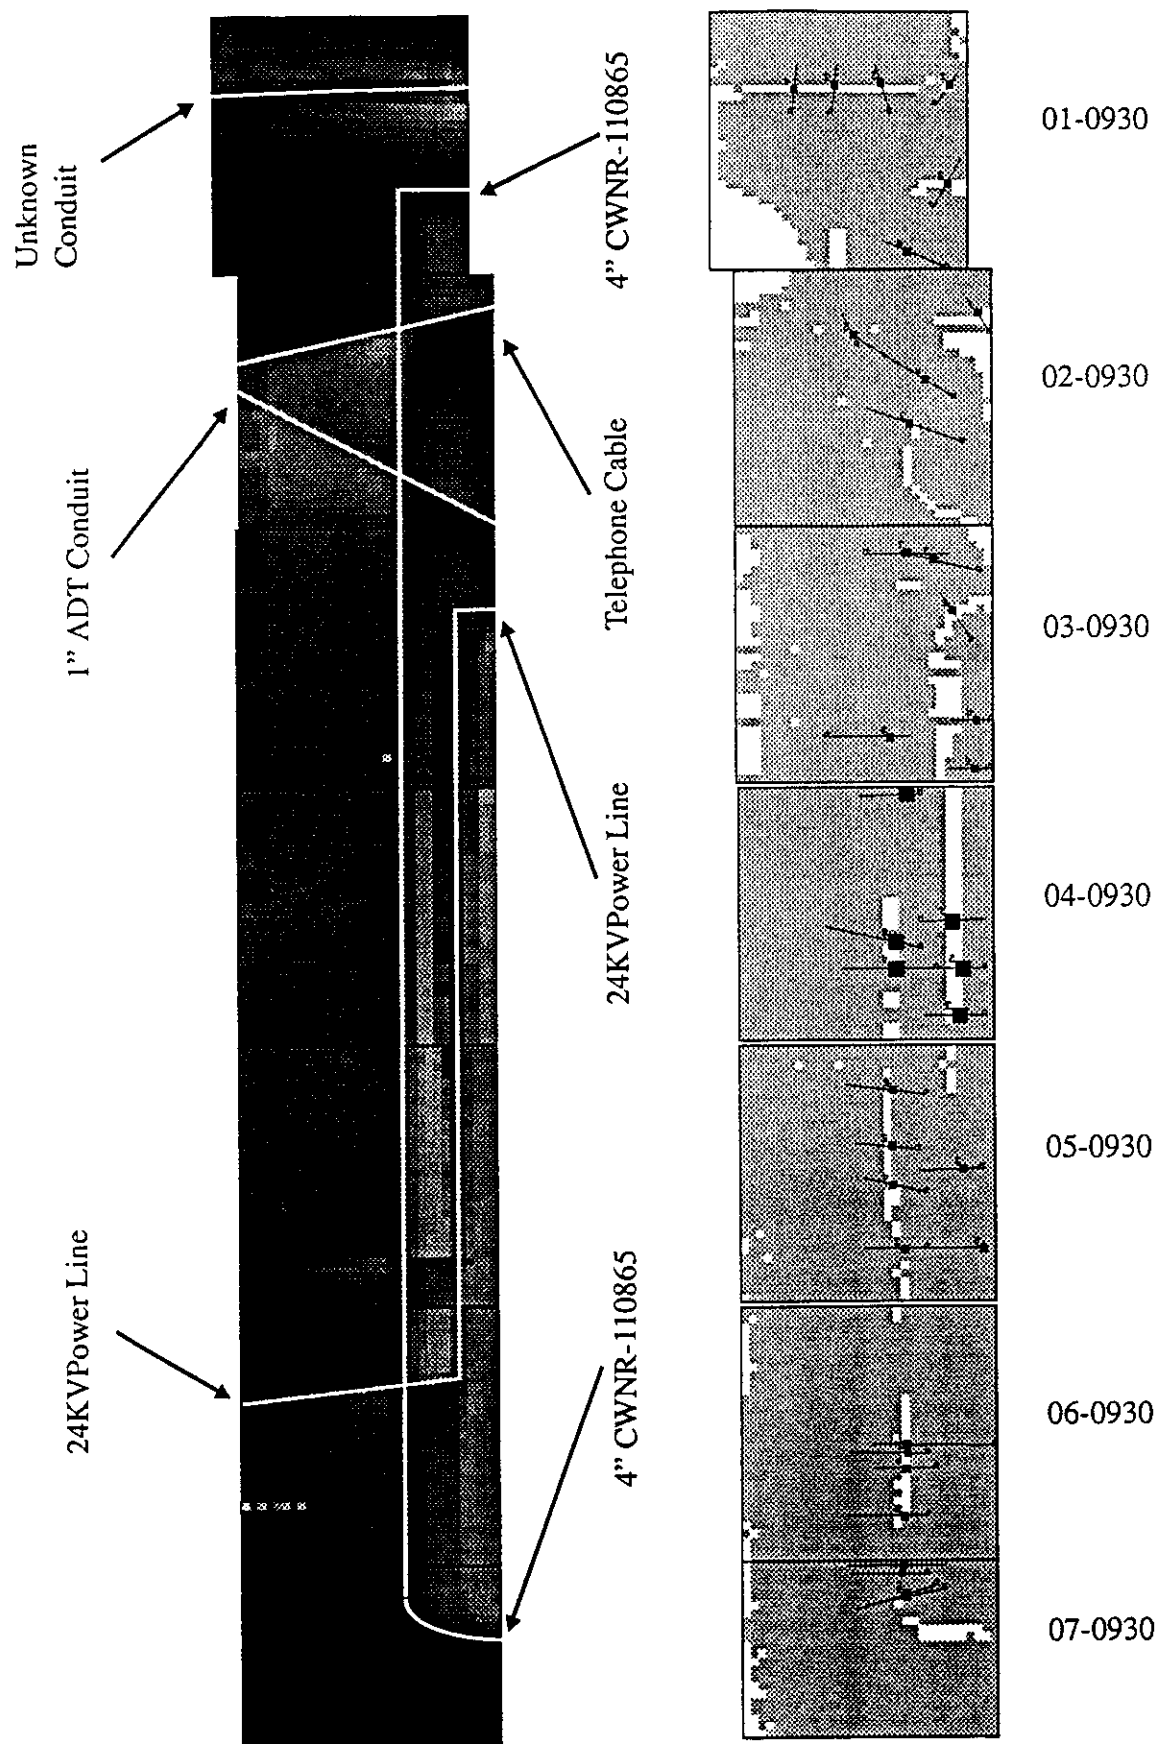 Unknown
Conduit
1” ADT Conduit
24KVPower Line
4” CWNR-110865
Telephone Cable
24KVPower Line
4” CWNR-110865
01-0930
02-0930
03-0930
04-0930
05-0930
06-0930
07-0930